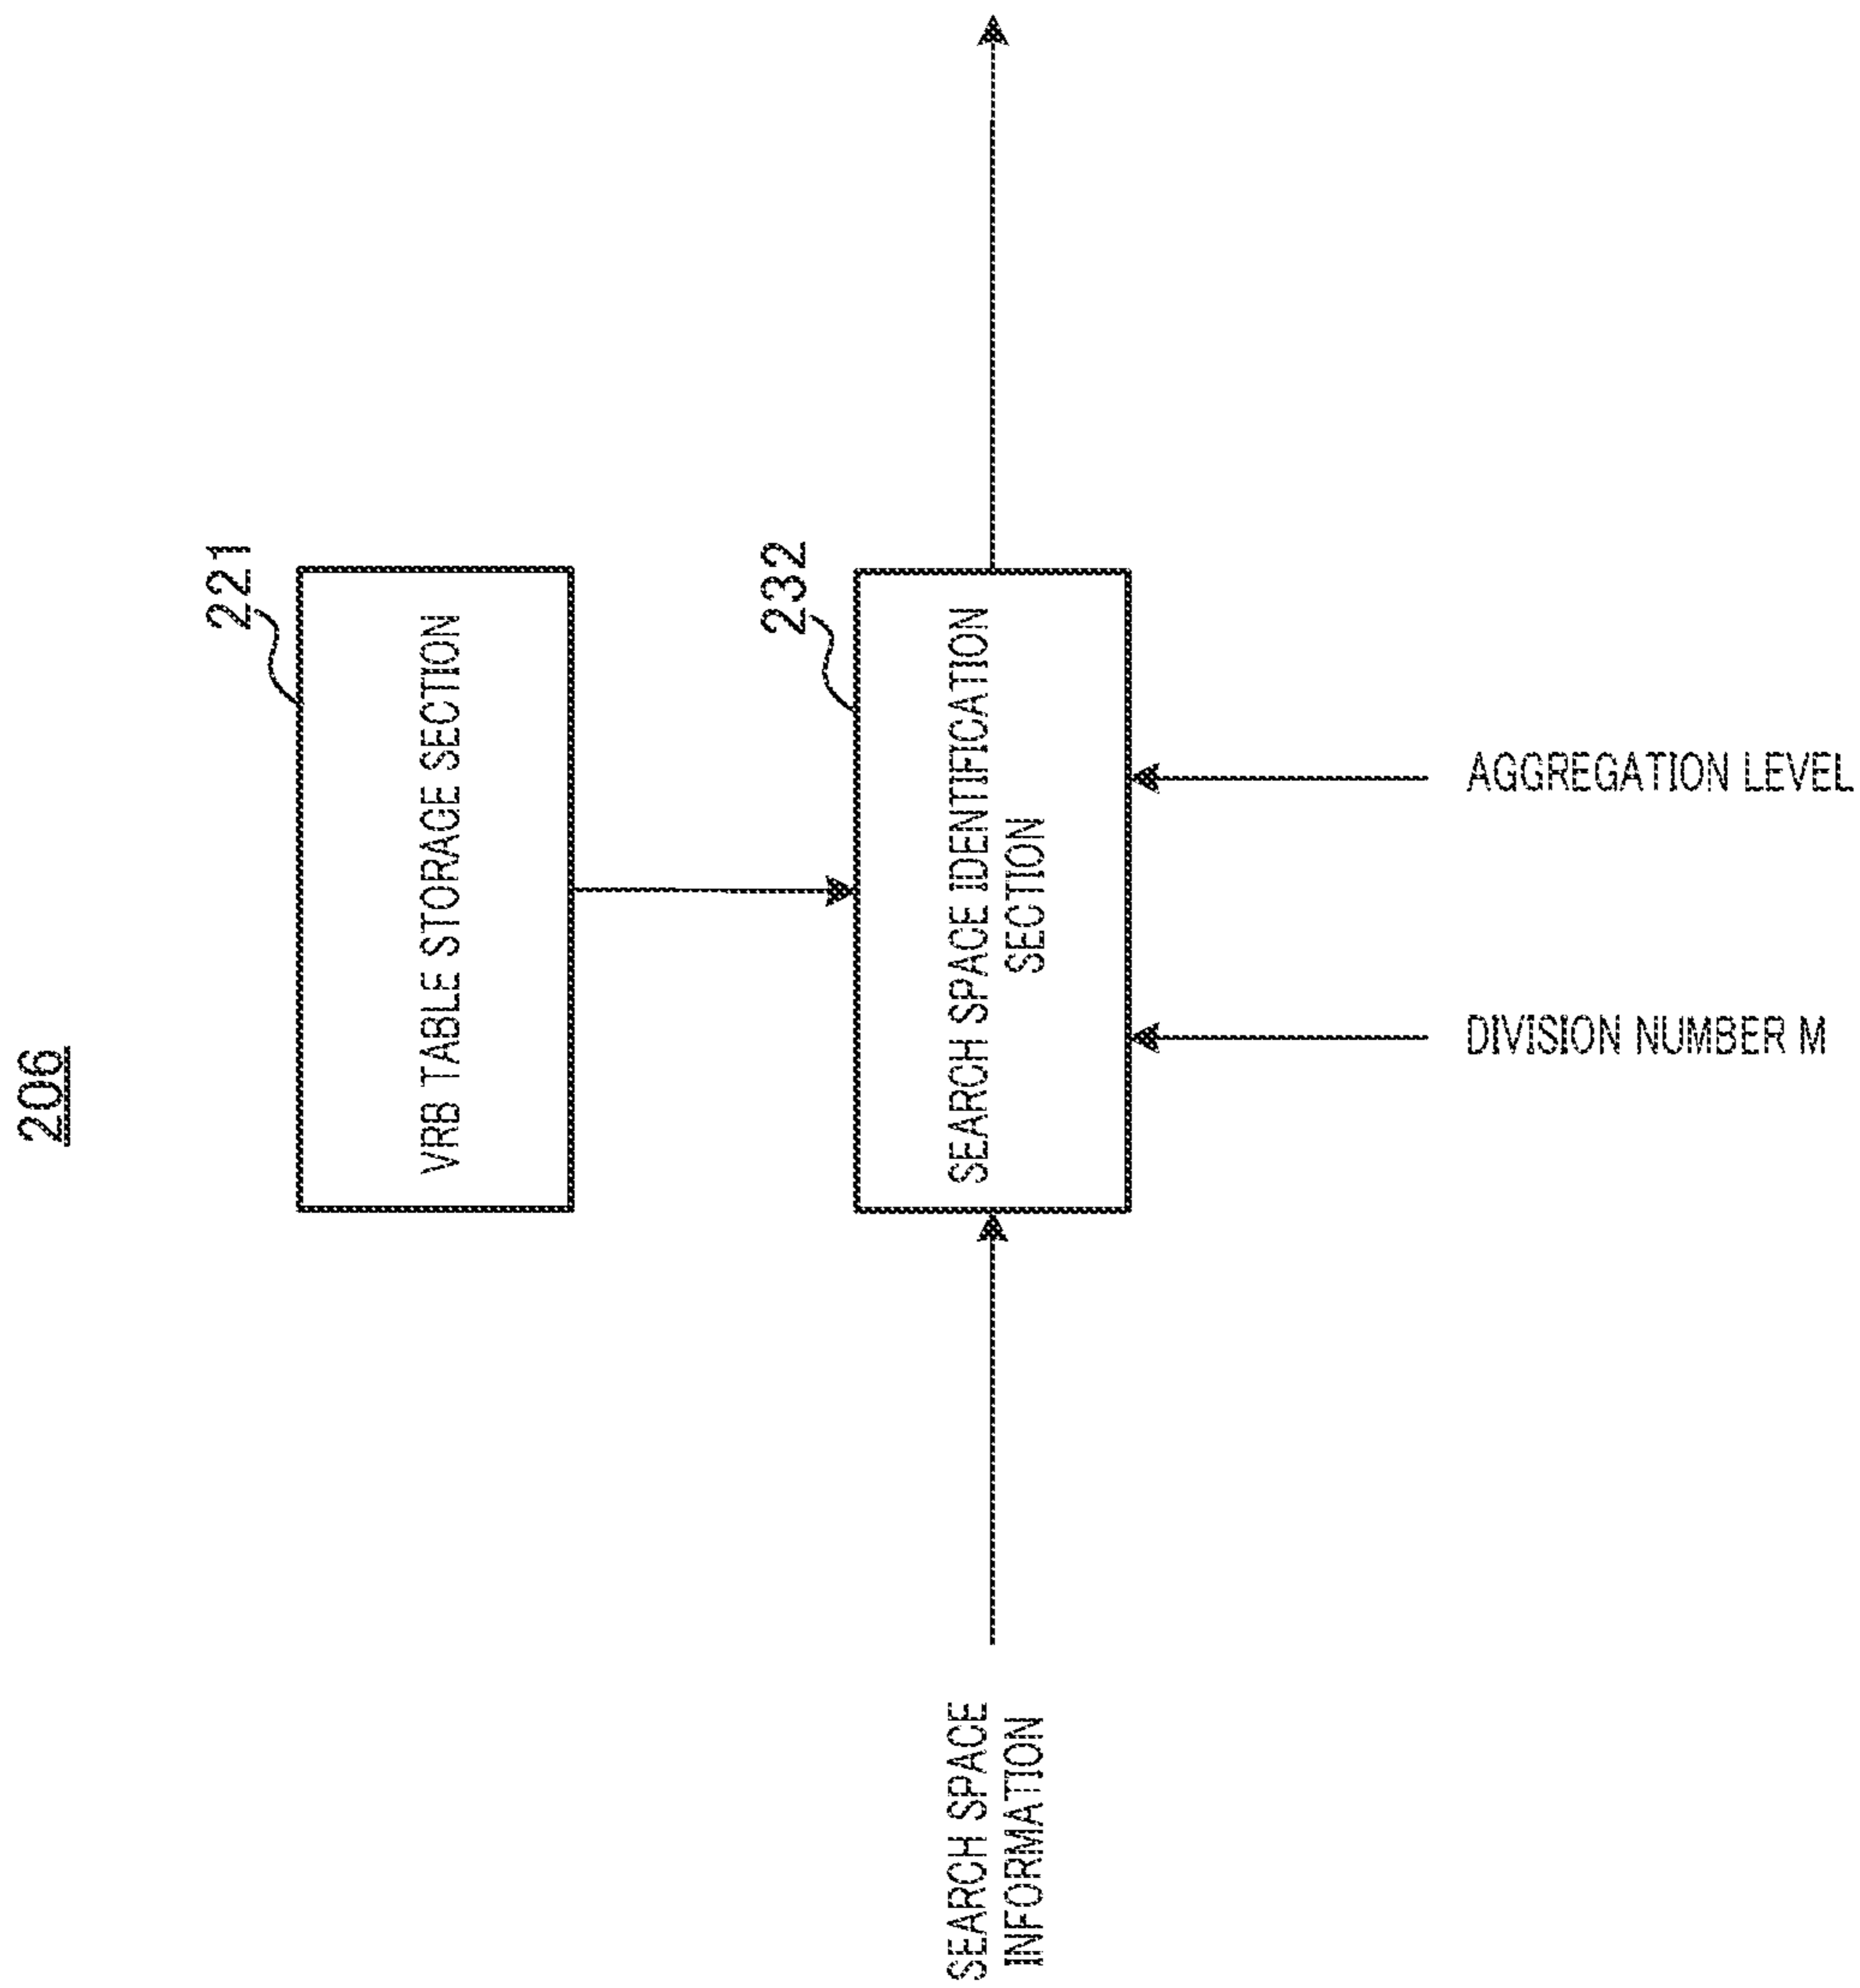 206
221
VRB TABLE STORAGE SECTION
232
SEARCH SPACE IDENTIFICATION
SECTION
SEARCH SPACE
INFORMATION
DIVISION NUMBER M
AGGREGATION LEVEL